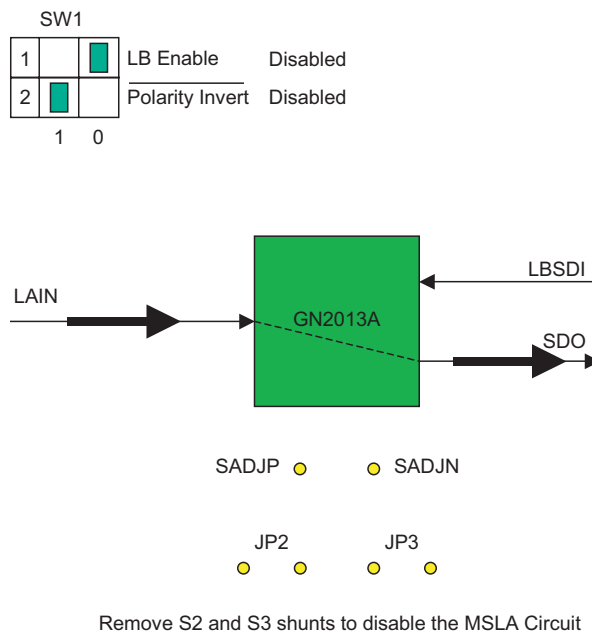 SW1
1 LB Enable Disabled
2 Polarity Invert Disabled
1 0
LBSDI
LAIN
GN2013A
SDO
SADJP SADJN
JP2 JP3
Remove S2 and S3 shunts to disable the MSLA Circuit